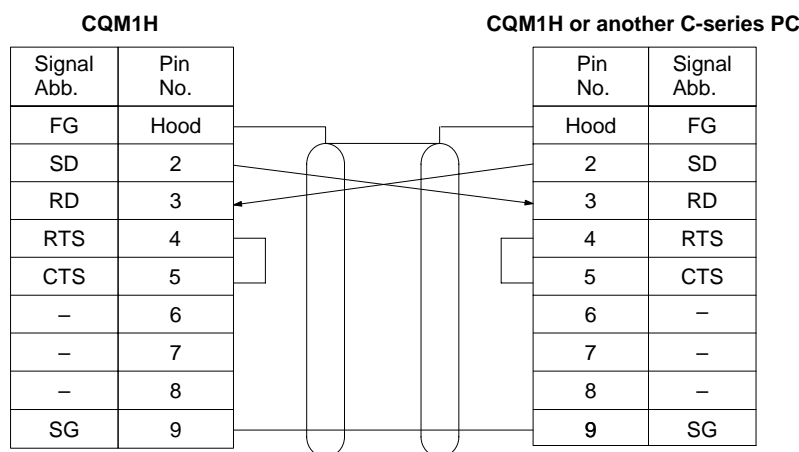 CQM1H
CQM1H or another C-series PC
Signal Abb. Pin No.
Pin No. Signal Abb.
FG Hood
Hood FG
SD 2
2 SD
RD 3
3 RD
RTS 4
4 RTS
CTS 5
5 CTS
– 6
6 –
– 7
7 –
– 8
8 –
SG 9
9 SG